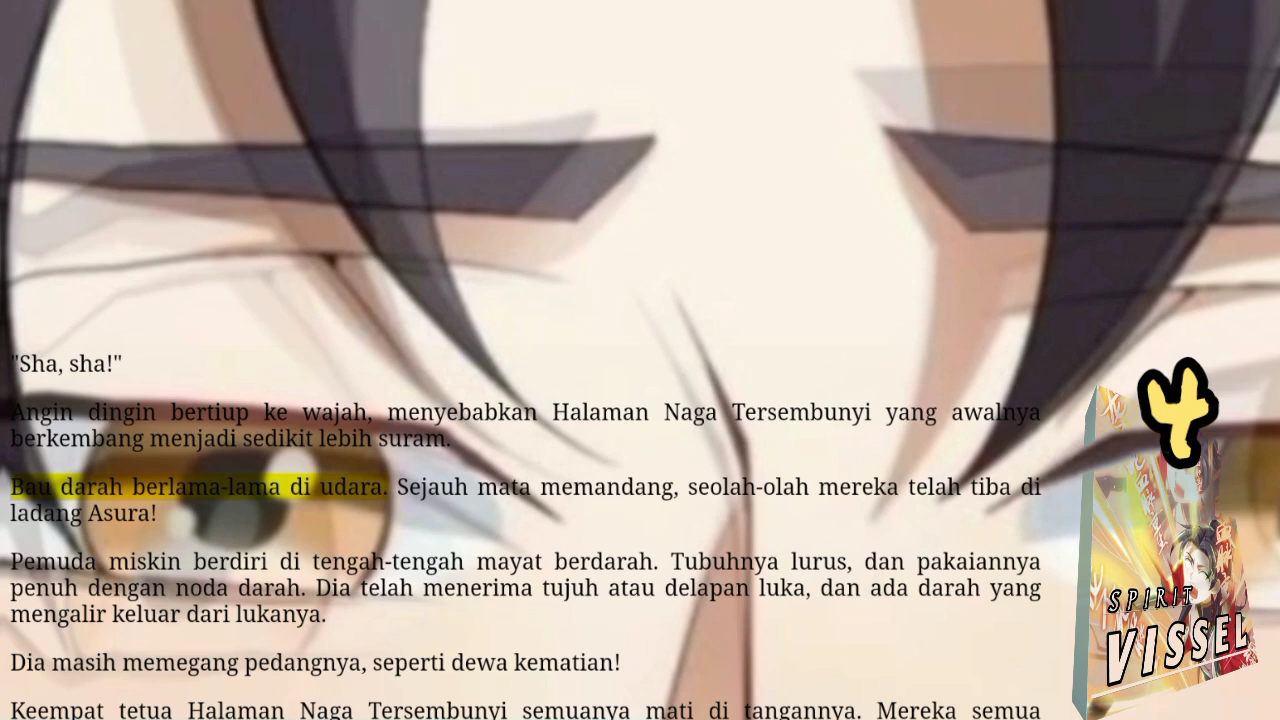 "Sha, sha!"
Angin dingin bertiup ke wajah, menyebabkan Halaman Naga Tersembunyi yang awalnya
berkembang menjadi sedikit lebih suram.
Bau darah berlama-lama di udara. Sejauh mata memandang, seolah-olah mereka telah tiba di
ladang Asura!
Pemuda miskin berdiri di tengah-tengah mayat berdarah. Tubuhnya lurus, dan pakaiannya
penuh dengan noda darah. Dia telah menerima tujuh atau delapan luka, dan ada darah yang
mengalir keluar dari lukanya.
Dia masih memegang pedangnya, seperti dewa kematian!
Keempat tetua Halaman Naga Tersembunyi semuanya mati di tangannya. Mereka semua
4
SPIRIT
VISSEL